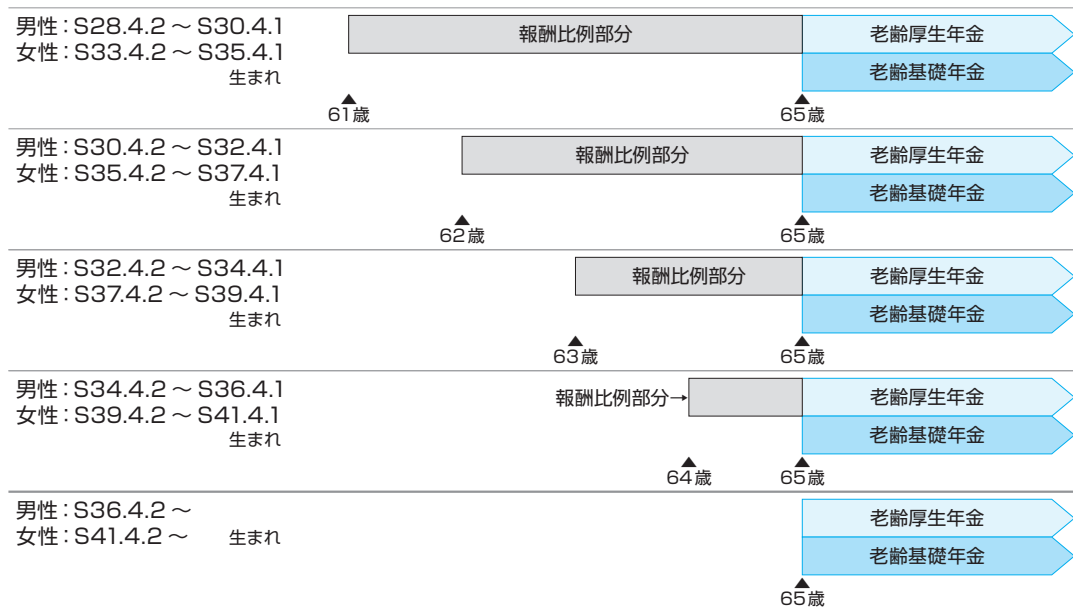 男性：S28.4.2 ～ S30.4.1
女性：S33.4.2 ～ S35.4.1
生まれ
報酬比例部分
老齢厚生年金
老齢基礎年金
▲
61歳
▲
65歳
男性：S30.4.2 ～ S32.4.1
女性：S35.4.2 ～ S37.4.1
生まれ
報酬比例部分
老齢厚生年金
老齢基礎年金
▲
62歳
▲
65歳
男性：S32.4.2 ～ S34.4.1
女性：S37.4.2 ～ S39.4.1
生まれ
報酬比例部分
老齢厚生年金
老齢基礎年金
▲
63歳
▲
65歳
男性：S34.4.2 ～ S36.4.1
女性：S39.4.2 ～ S41.4.1
生まれ
報酬比例部分→
老齢厚生年金
老齢基礎年金
▲
64歳
▲
65歳
男性：S36.4.2 ～
女性：S41.4.2 ～ 生まれ
老齢厚生年金
老齢基礎年金
▲
65歳